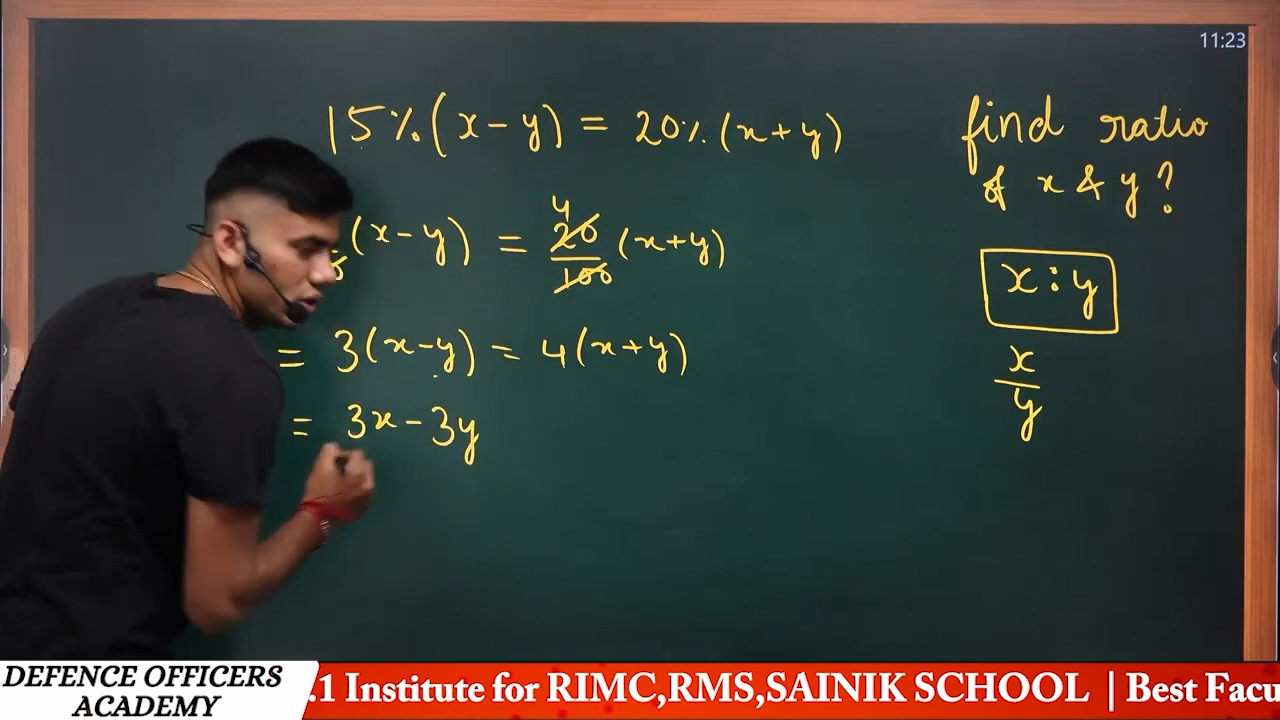 11:23
15%(x-y) = 20%(x+y)
find ratio
of x & y?
(x-y) = 4 20/100 (x+y)
x:y
= 3(x-y) = 4(x+y)
x/y
= 3x-3y
DEFENCE OFFICERS
ACADEMY
.1 Institute for RIMC,RMS,SAINIK SCHOOL | Best Facu